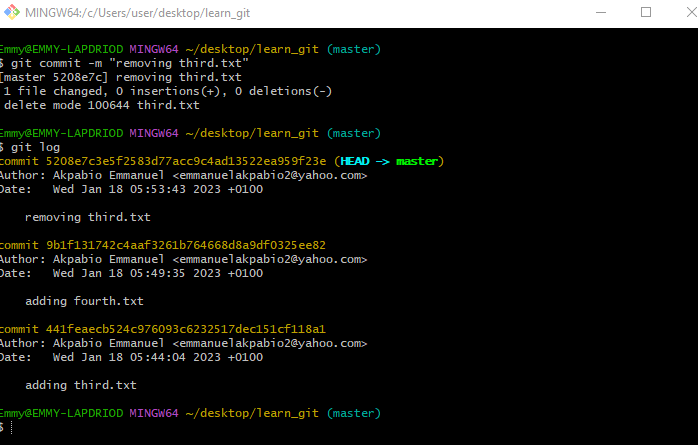 MINGW64:/c/Users/user/desktop/learn_git
Emmy@EMMY-LAPDRIOD MINGW64 ~/desktop/learn_git (master)
$ git commit -m "removing third.txt"
[master 5208e7c] removing third.txt
1 file changed, 0 insertions(+), 0 deletions(-)
delete mode 100644 third.txt
Emmy@EMMY-LAPDRIOD MINGW64 ~/desktop/learn_git (master)
$ git log
commit 5208e7c3e5f2583d77acc9c4ad13522ea959f23e (HEAD -> master)
Author: Akpabio Emmanuel <emmanuelakpabio2@yahoo.com>
Date:   Wed Jan 18 05:53:43 2023 +0100
removing third.txt
commit 9b1f131742c4aaf3261b764668d8a9df0325ee82
Author: Akpabio Emmanuel <emmanuelakpabio2@yahoo.com>
Date:   Wed Jan 18 05:49:35 2023 +0100
adding fourth.txt
commit 441feaecb524c976093c6232517dec151cf118a1
Author: Akpabio Emmanuel <emmanuelakpabio2@yahoo.com>
Date:   Wed Jan 18 05:44:04 2023 +0100
adding third.txt
Emmy@EMMY-LAPDRIOD MINGW64 ~/desktop/learn_git (master)
$